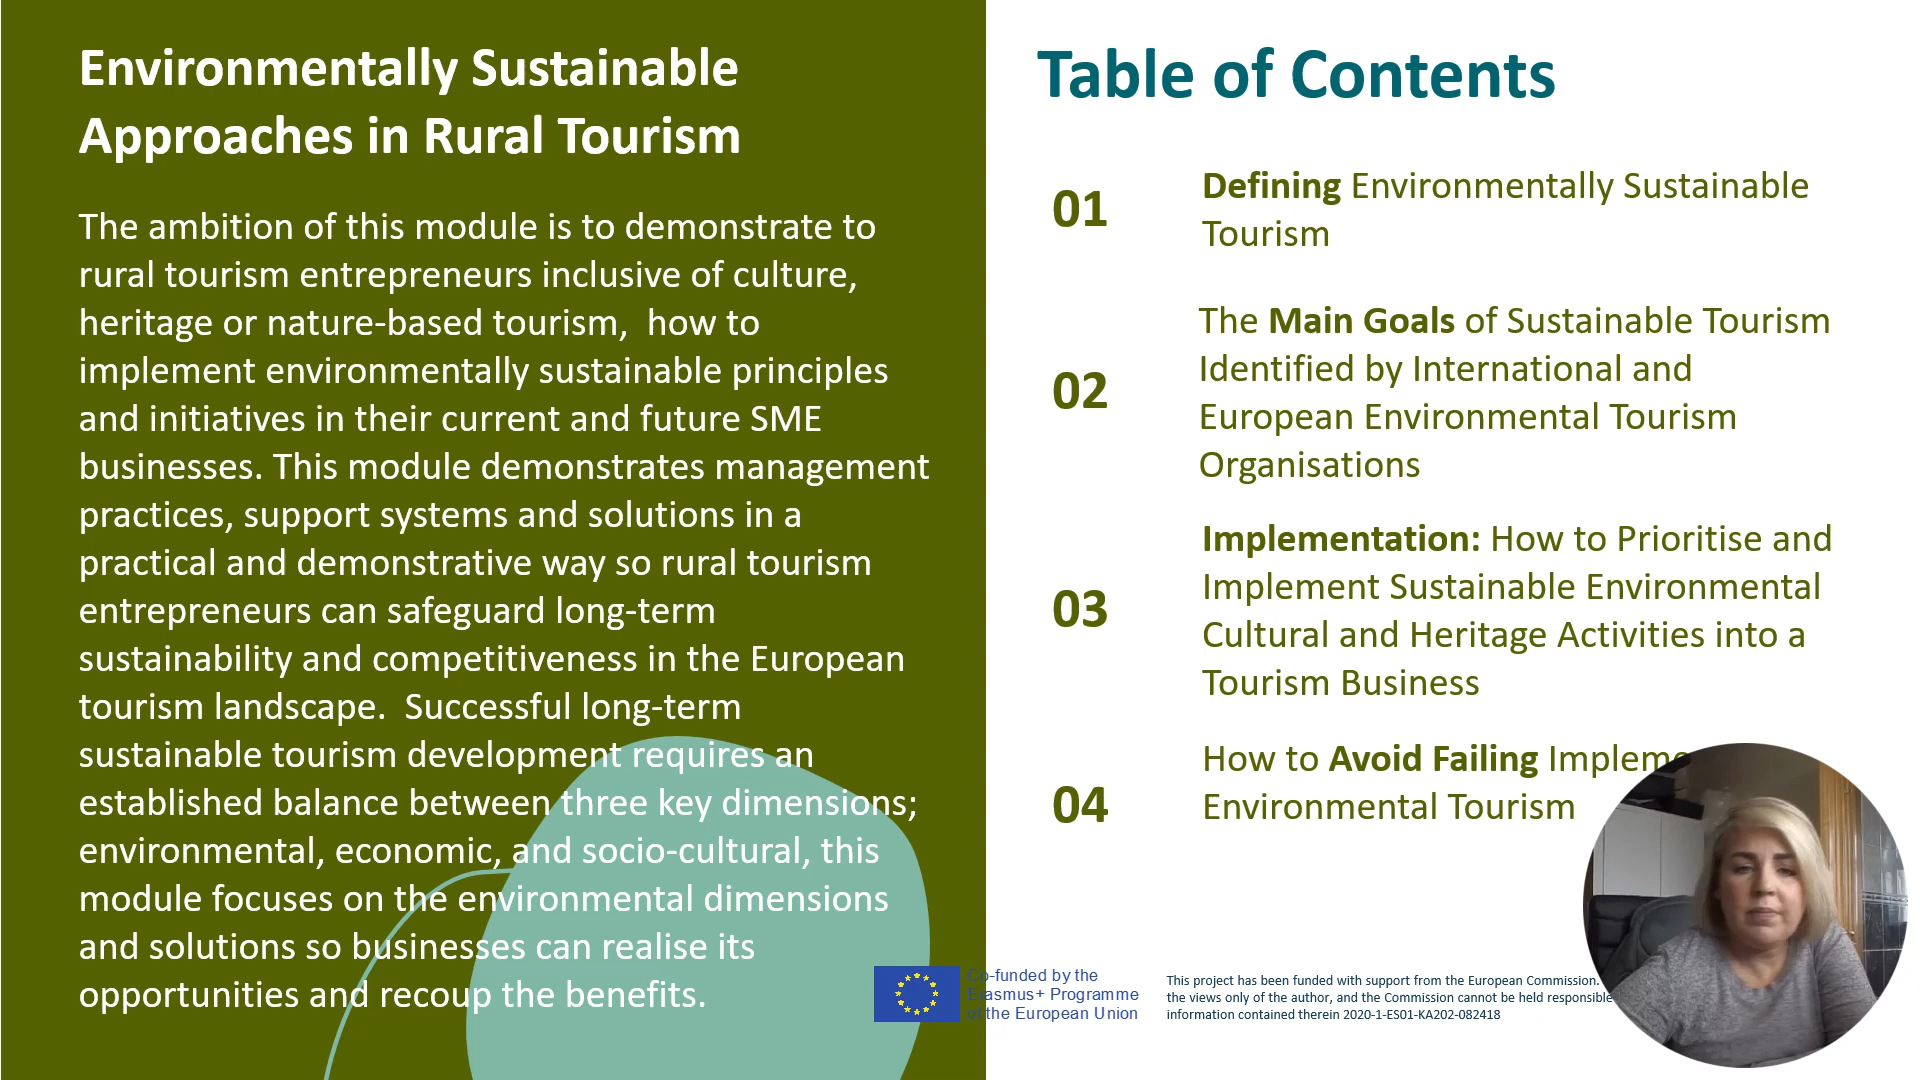 Environmentally Sustainable
Approaches in Rural Tourism
The ambition of this module is to demonstrate to
rural tourism entrepreneurs inclusive of culture,
heritage or nature-based tourism,  how to
implement environmentally sustainable principles
and initiatives in their current and future SME
businesses. This module demonstrates management
practices, support systems and solutions in a
practical and demonstrative way so rural tourism
entrepreneurs can safeguard long-term
sustainability and competitiveness in the European
tourism landscape.  Successful long-term
sustainable tourism development requires an
established balance between three key dimensions;
environmental, economic, and socio-cultural, this
module focuses on the environmental dimensions
and solutions so businesses can realise its
opportunities and recoup the benefits.
Table of Contents
01
Defining Environmentally Sustainable
Tourism
02
The Main Goals of Sustainable Tourism
Identified by International and
European Environmental Tourism
Organisations
03
Implementation: How to Prioritise and
Implement Sustainable Environmental
Cultural and Heritage Activities into a
Tourism Business
04
How to Avoid Failing
Environmental Tourism
Co-funded by the
Erasmus+ Programme
of the European Union
This project has been funded with support from the European Commission.
the views only of the author, and the Commission cannot be held responsible
information contained therein 2020-1-ES01-KA202-082418